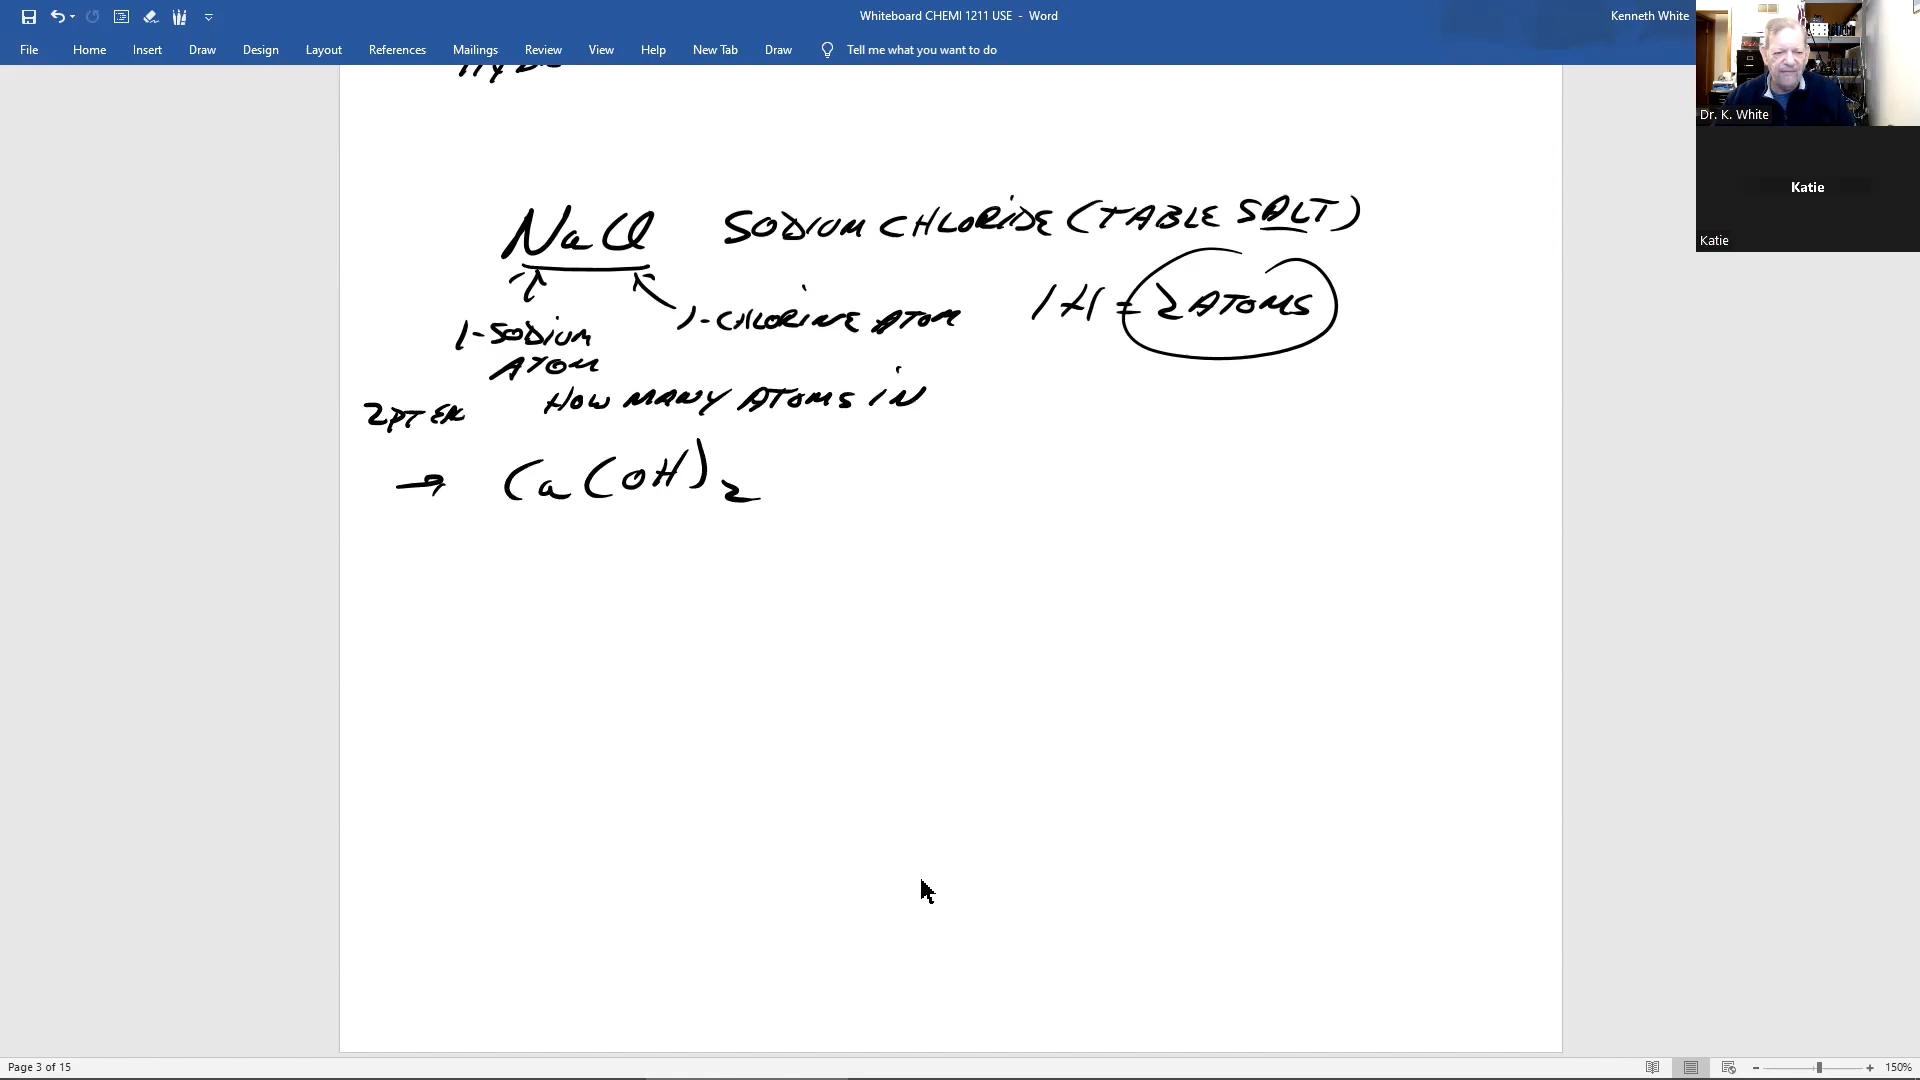 Whiteboard CHEMI 1211 USE - Word
Kenneth White
File Home Insert Draw Design Layout References Mailings Review View Help New Tab Draw Tell me what you want to do
Dr. K. White
Katie
Katie
NaCl SODIUM CHLORIDE (TABLE SALT)
1-SODIUM ATOM
1-CHLORINE ATOM
1+1 = 2 ATOMS
2PT EX
HOW MANY ATOMS IN
→ Ca(OH)2
Page 3 of 15
150%